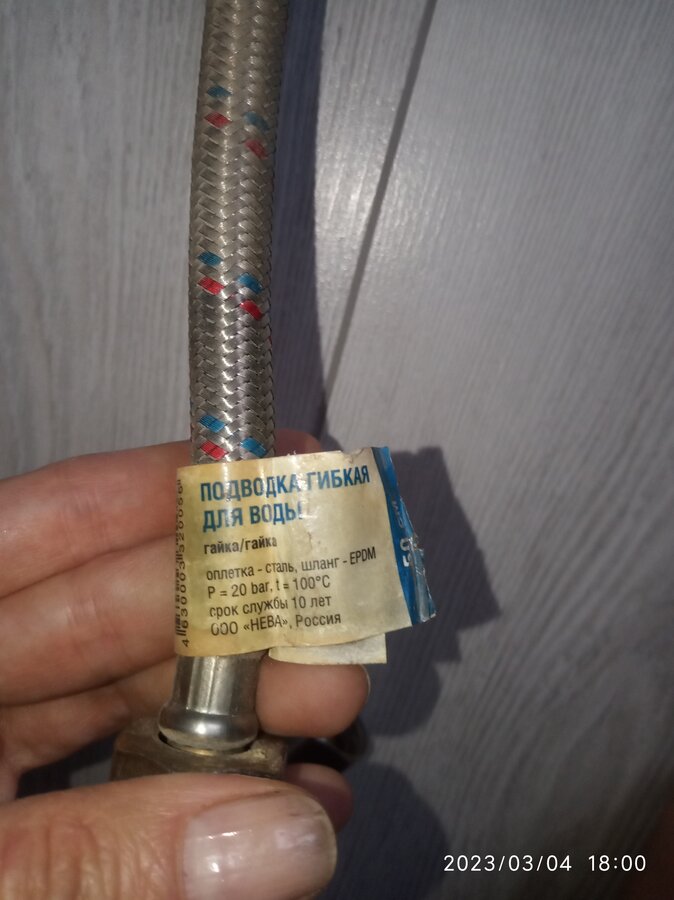 ПОДВОДКА ГИБКАЯ
ДЛЯ ВОДЫ
гайка/гайка
оплетка - сталь, шланг - EPDM
P = 20 bar, t = 100°C
срок службы 10 лет
ООО «НЕВА», Россия
50
2023/03/04 18:00